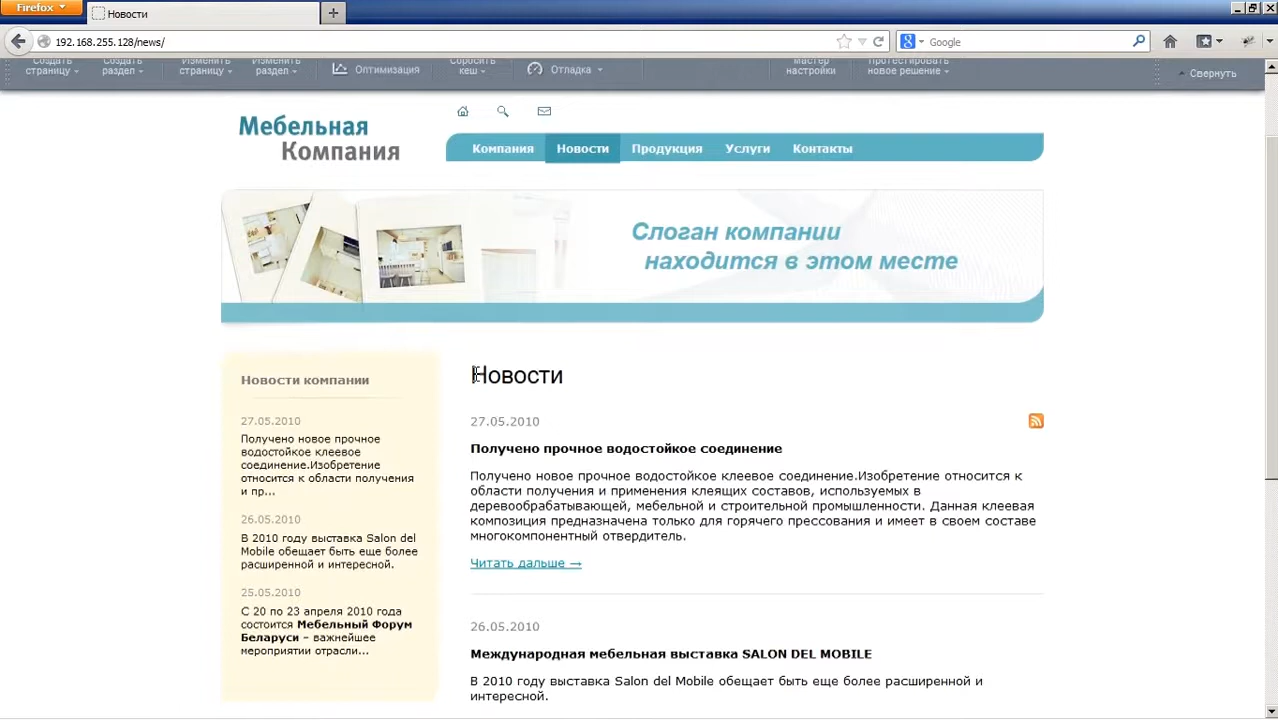 Firefox
Новости
192.168.255.128/news/
Google
Создать страницу
Создать раздел
Изменить страницу
Изменить раздел
Оптимизация
Сбросить кеш
Отладка
Мастер настройки
Протестировать новое решение
Свернуть
Мебельная
Компания
Компания Новости Продукция Услуги Контакты
Слоган компании
находится в этом месте
Новости компании
27.05.2010
Получено новое прочное
водостойкое клеевое
соединение.Изобретение
относится к области получения
и пр...
26.05.2010
В 2010 году выставка Salon del
Mobile обещает быть еще более
расширенной и интересной.
25.05.2010
С 20 по 23 апреля 2010 года
состоится Мебельный Форум
Беларуси – важнейшее
мероприятии отрасли...
Новости
27.05.2010
Получено прочное водостойкое соединение
Получено новое прочное водостойкое клеевое соединение.Изобретение относится к
области получения и применения клеящих составов, используемых в
деревообрабатывающей, мебельной и строительной промышленности. Данная клеевая
композиция предназначена только для горячего прессования и имеет в своем составе
многокомпонентный отвердитель.
Читать дальше →
26.05.2010
Международная мебельная выставка SALON DEL MOBILE
В 2010 году выставка Salon del Mobile обещает быть еще более расширенной и
интересной.